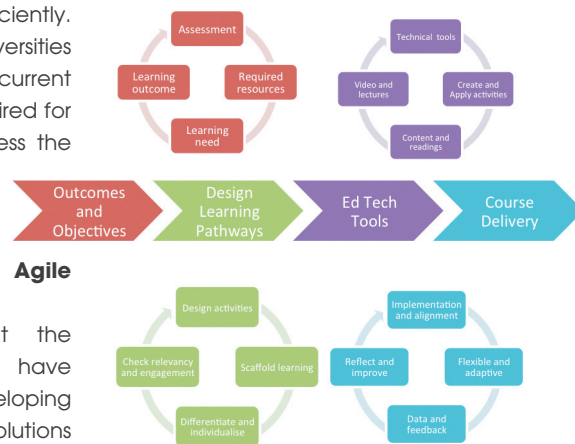 ciently.
versities
current
ired for
ess the
Assessment
Learning
outcome
Required
resources
Learning
need
Technical tools
Video and
lectures
Create and
Apply activities
Content and
readings
Outcomes
and
Objectives
Design
Learning
Pathways
Ed Tech
Tools
Course
Delivery
Agile
t the
have
eloping
olutions
Design activities
Check relevancy
and engagement
Scaffold learning
Differentiate and
individualise
Implementation
and alignment
Reflect and
improve
Flexible and
adaptive
Data and
feedback